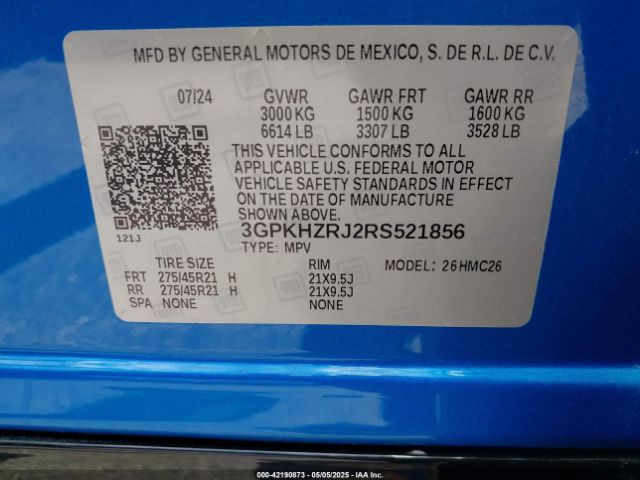 MFD BY GENERAL MOTORS DE MEXICO, S. DE R.L. DE C.V.
07/24 GVWR GAWR FRT GAWR RR
3000 KG 1500 KG 1600 KG
6614 LB 3307 LB 3528 LB
THIS VEHICLE CONFORMS TO ALL
APPLICABLE U.S. FEDERAL MOTOR
VEHICLE SAFETY STANDARDS IN EFFECT
ON THE DATE OF MANUFACTURE
SHOWN ABOVE.
3GPKHZRJ2RS521856
121J
TYPE: MPV
TIRE SIZE RIM MODEL: 26HMC26
FRT 275/45R21 H 21X9.5J
RR 275/45R21 H 21X9.5J
SPA NONE NONE
000-42190873 - 05/05/2025 - ©IAAI, Inc.